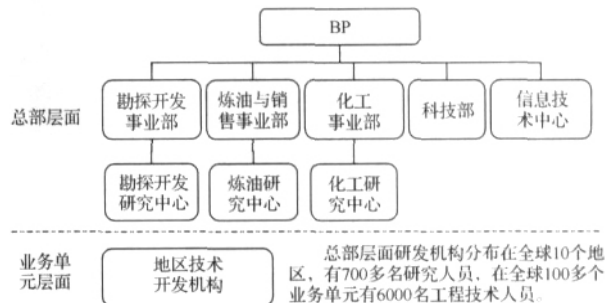 BP
总部层面
勘探开发
事业部
炼油与销
售事业部
化工
事业部
科技部
信息技
术中心
勘探开发
研究中心
炼油研
究中心
化工研
究中心
业务单
元层面
地区技术
开发机构
总部层面研发机构分布在全球10个地
区，有700多名研究人员，在全球100多个
业务单元有6000名工程技术人员。